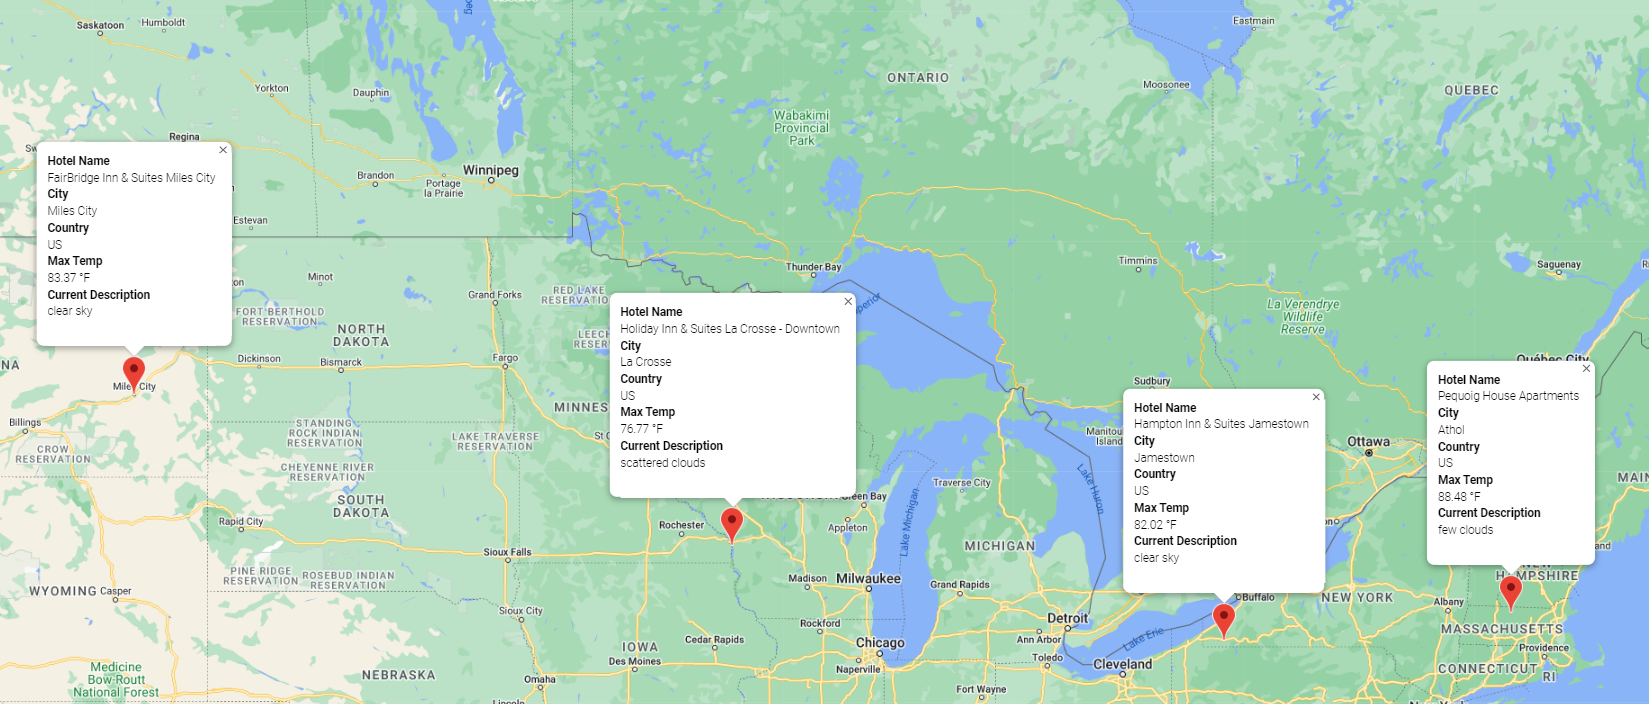 Saskatoon
Humboldt
Eastmain
ONTARIO
Moosonee
QUEBEC
Yorkton
Dauphin
Wabakimi
Provincial
Park
Regina
Winnipeg
Brandon
Portage
la Prairie
Estevan
Hotel Name
FairBridge Inn & Suites Miles City
City
Miles City
Country
US
Max Temp
83.37 °F
Current Description
clear sky
Timmins
Saguenay
Thunder Bay
Minot
Grand Forks
RED LAKE
RESERVATION
FORT BERTHOLD
RESERVATION
La Verendrye
Wildlife
Reserve
NORTH
DAKOTA
Dickinson
Bismarck
Fargo
Hotel Name
Holiday Inn & Suites La Crosse - Downtown
City
La Crosse
Country
US
Max Temp
76.77 °F
Current Description
scattered clouds
Québec City
Sudbury
Hotel Name
Pequoig House Apartments
City
Athol
Country
US
Max Temp
88.48 °F
Current Description
few clouds
Hotel Name
Hampton Inn & Suites Jamestown
City
Jamestown
Country
US
Max Temp
82.02 °F
Current Description
clear sky
Miles City
Billings
CROW
RESERVATION
STANDING
ROCK INDIAN
RESERVATION
LAKE TRAVERSE
RESERVATION
CHEYENNE RIVER
RESERVATION
Ottawa
Island
Lake Huron
Traverse City
SOUTH
DAKOTA
Green Bay
Lake Michigan
Rapid City
Rochester
Appleton
Sioux Falls
MICHIGAN
PINE RIDGE
RESERVATION
ROSEBUD INDIAN
RESERVATION
WYOMING
Casper
Madison
Milwaukee
Grand Rapids
NEW
HAMPSHIRE
Buffalo
NEW YORK
Albany
Sioux City
Rockford
Detroit
MASSACHUSETTS
Lake Erie
Ann Arbor
IOWA
Cedar Rapids
Chicago
Providence
Des Moines
Naperville
Toledo
Cleveland
CONNECTICUT
RI
Medicine
Bow-Routt
National Forest
NEBRASKA
Omaha
Fort Wayne